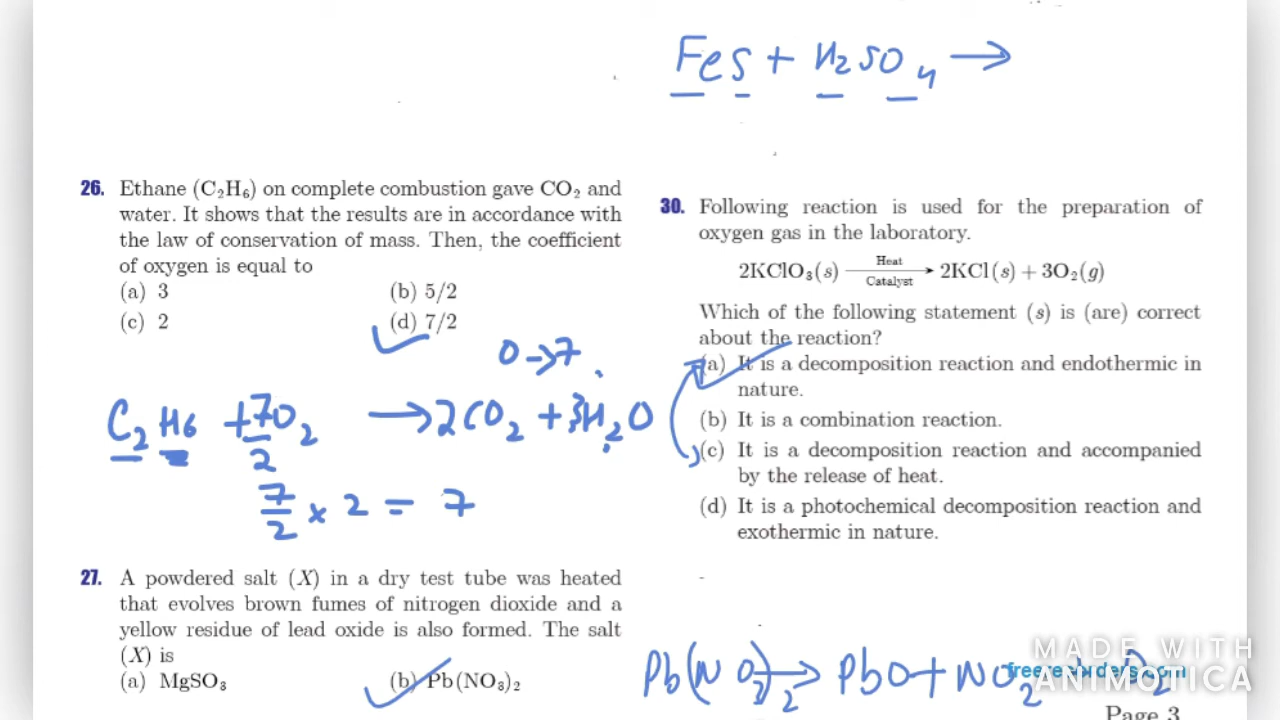 FeS + H₂SO₄ →
26. Ethane (C₂H₆) on complete combustion gave CO₂ and
water. It shows that the results are in accordance with
the law of conservation of mass. Then, the coefficient
of oxygen is equal to
(a) 3 (b) 5/2
(c) 2 (d) 7/2
O → 7
C₂H₆ + 7/2 O₂ → 2CO₂ + 3H₂O
7/2 × 2 = 7
27. A powdered salt (X) in a dry test tube was heated
that evolves brown fumes of nitrogen dioxide and a
yellow residue of lead oxide is also formed. The salt
(X) is
(a) MgSO₃ (b) Pb(NO₃)₂
30. Following reaction is used for the preparation of
oxygen gas in the laboratory.
2KClO₃(s) Heat Catalyst → 2KCl(s) + 3O₂(g)
Which of the following statement (s) is (are) correct
about the reaction?
(a) It is a decomposition reaction and endothermic in
nature.
(b) It is a combination reaction.
(c) It is a decomposition reaction and accompanied
by the release of heat.
(d) It is a photochemical decomposition reaction and
exothermic in nature.
Pb(NO₃)₂ → PbO + NO₂ + O₂
MADE WITH
ANIMOTICA
Page 3